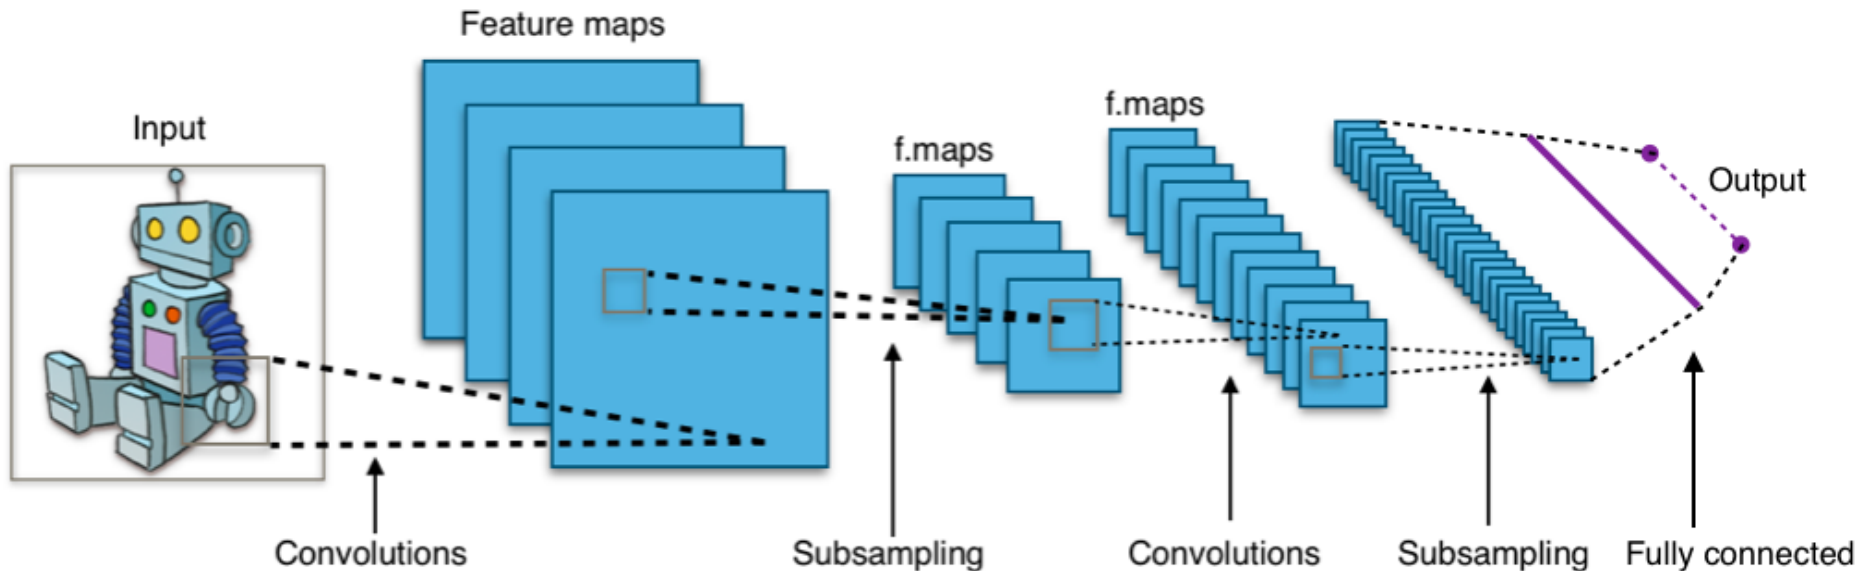 Feature maps
f.maps
f.maps
Input
Output
Convolutions
Subsampling
Convolutions
Subsampling
Fully connected